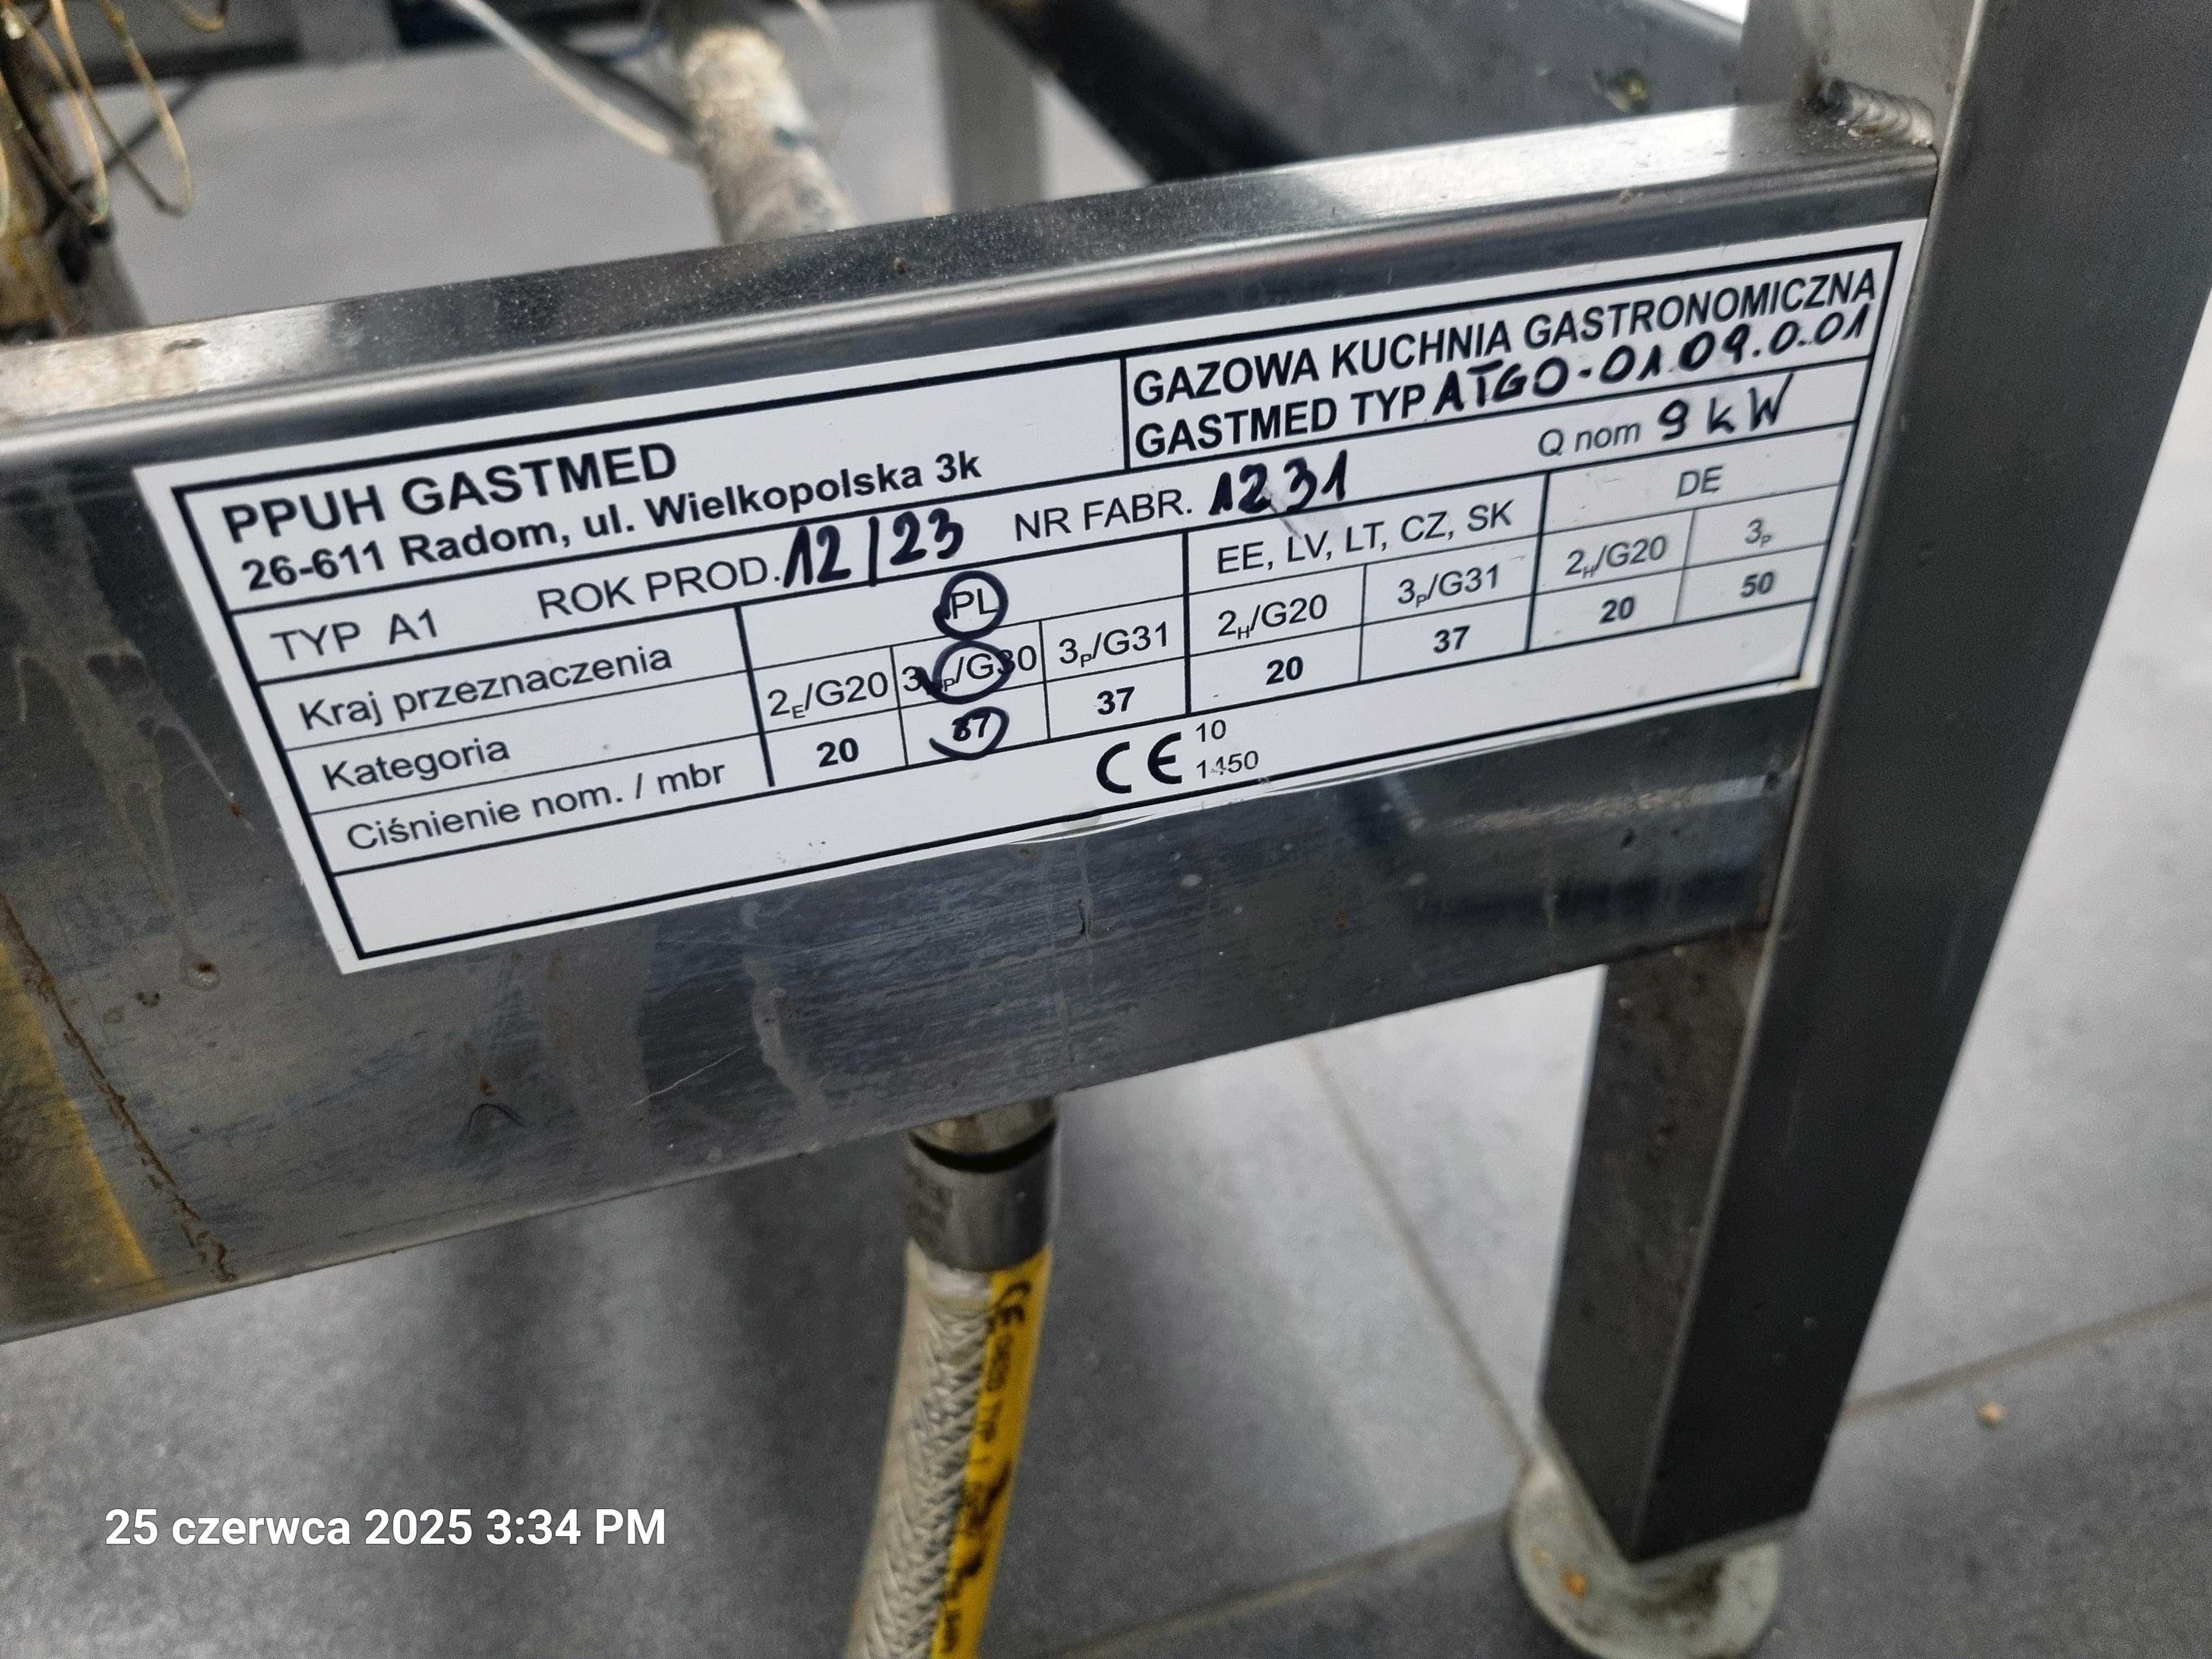 PPUH GASTMED
26-611 Radom, ul. Wielkopolska 3k
GAZOWA KUCHNIA GASTRONOMICZNA
GASTMED TYP ATGO-01.09.0.01
TYP A1 ROK PROD. 12/23 NR FABR. 1231 Q nom 9 kW
Kraj przeznaczenia PL EE, LV, LT, CZ, SK DE
Kategoria 2E/G20 /G30 3P/G31 2H/G20 3P/G31 2H/G20 3P
Ciśnienie nom. / mbr 20 37 37 20 37 20 50
CE 10
1450
CE
25 czerwca 2025 3:34 PM